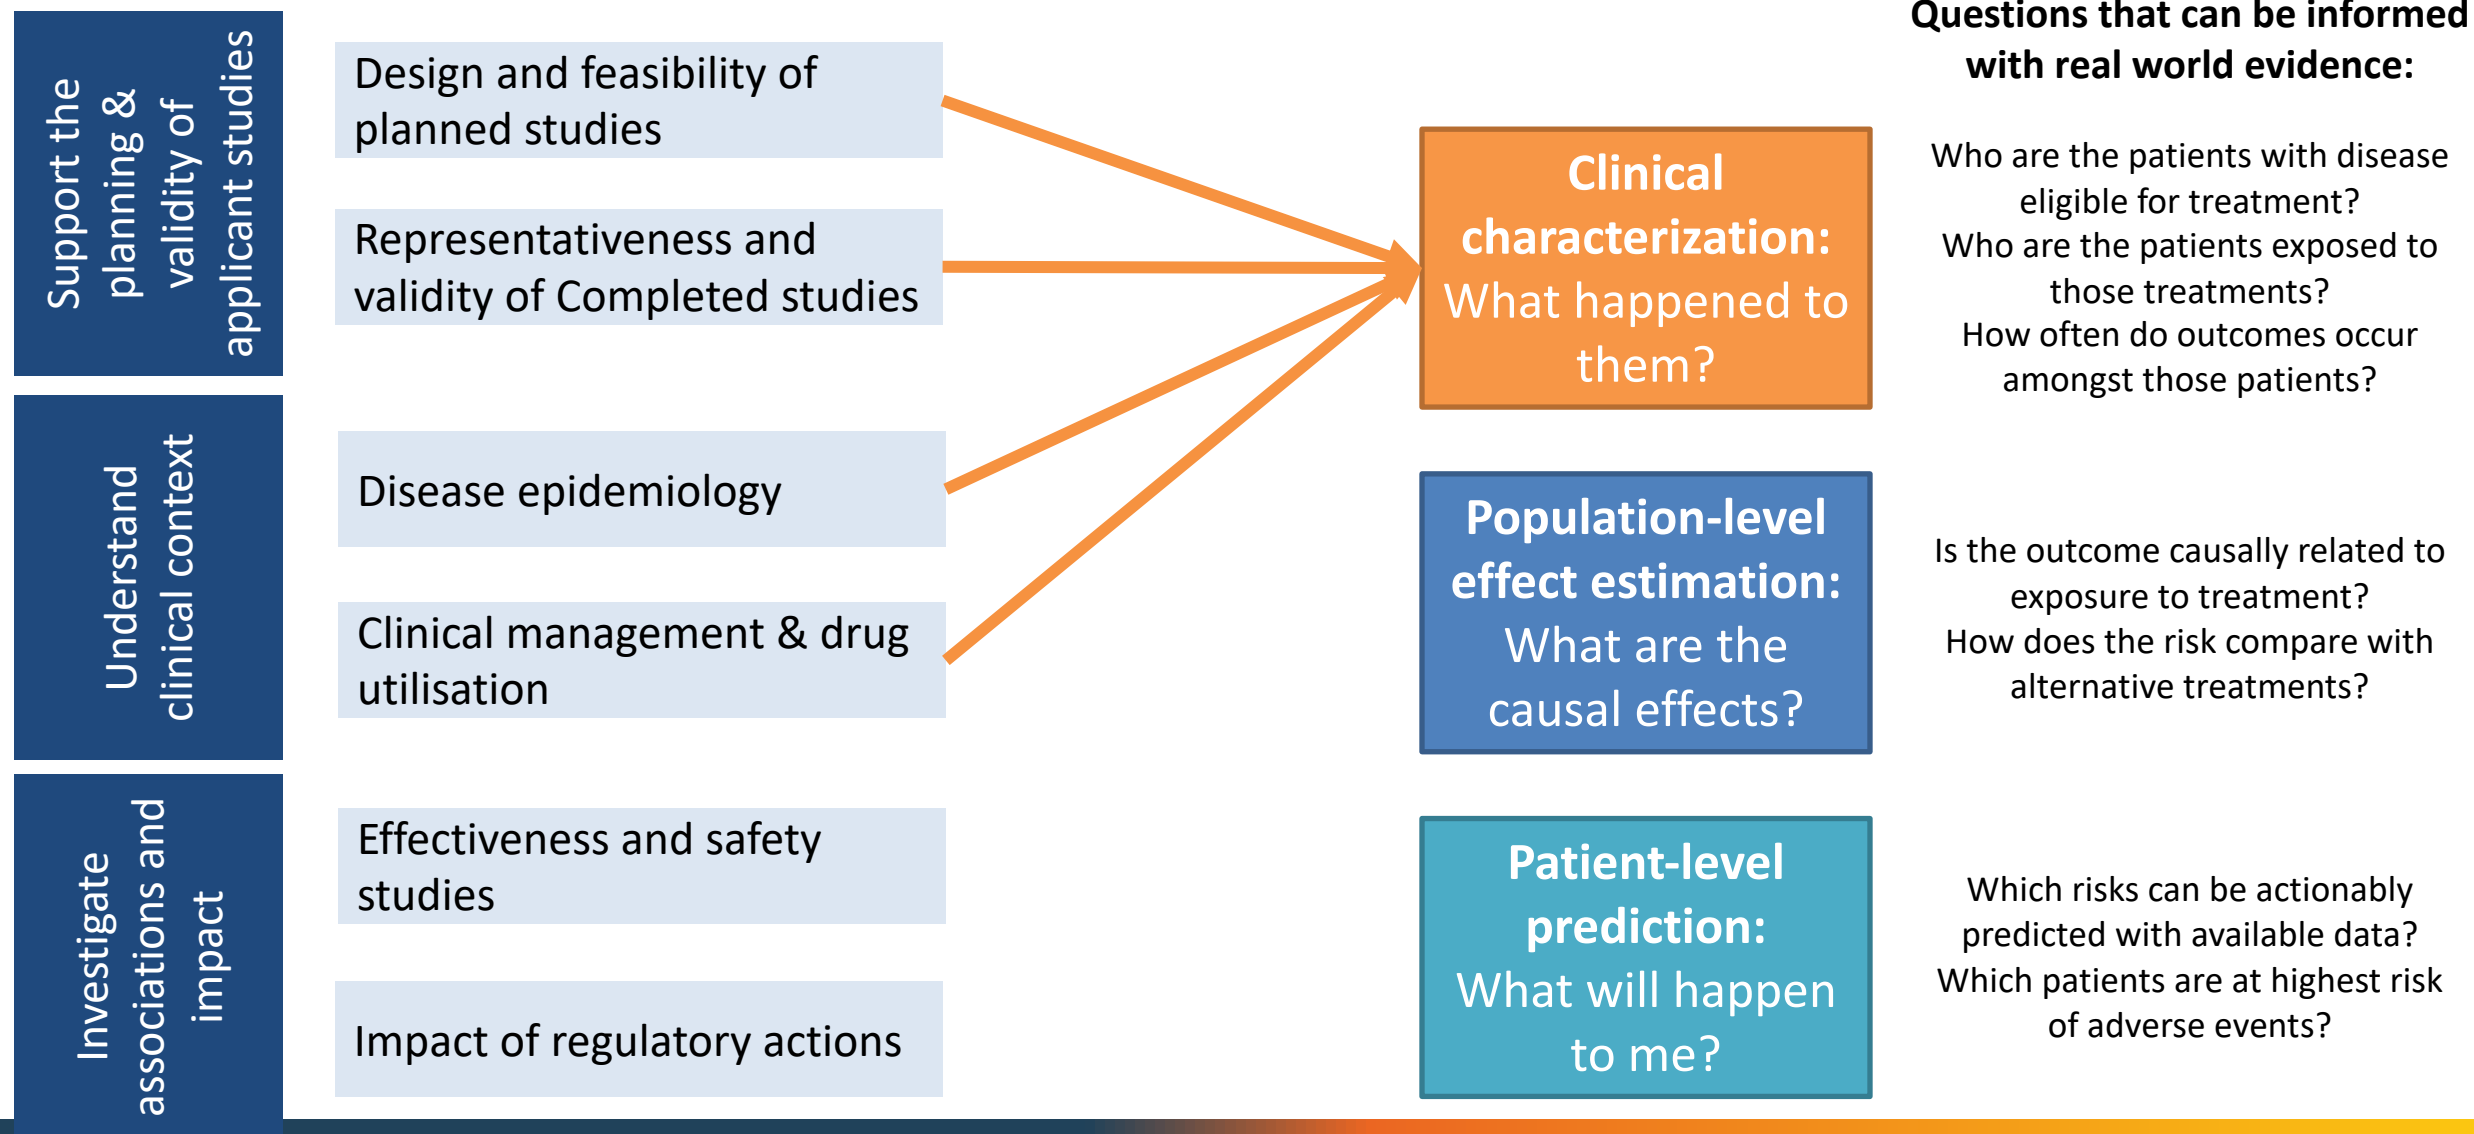 Support the
planning &
validity of
applicant studies
Design and feasibility of
planned studies
Representativeness and
validity of Completed studies
Understand
clinical context
Disease epidemiology
Clinical management & drug
utilisation
Investigate
associations and
impact
Effectiveness and safety
studies
Impact of regulatory actions
Clinical
characterization:
What happened to
them?
Population-level
effect estimation:
What are the
causal effects?
Patient-level
prediction:
What will happen
to me?
Questions that can be informed
with real world evidence:
Who are the patients with disease
eligible for treatment?
Who are the patients exposed to
those treatments?
How often do outcomes occur
amongst those patients?
Is the outcome causally related to
exposure to treatment?
How does the risk compare with
alternative treatments?
Which risks can be actionably
predicted with available data?
Which patients are at highest risk
of adverse events?